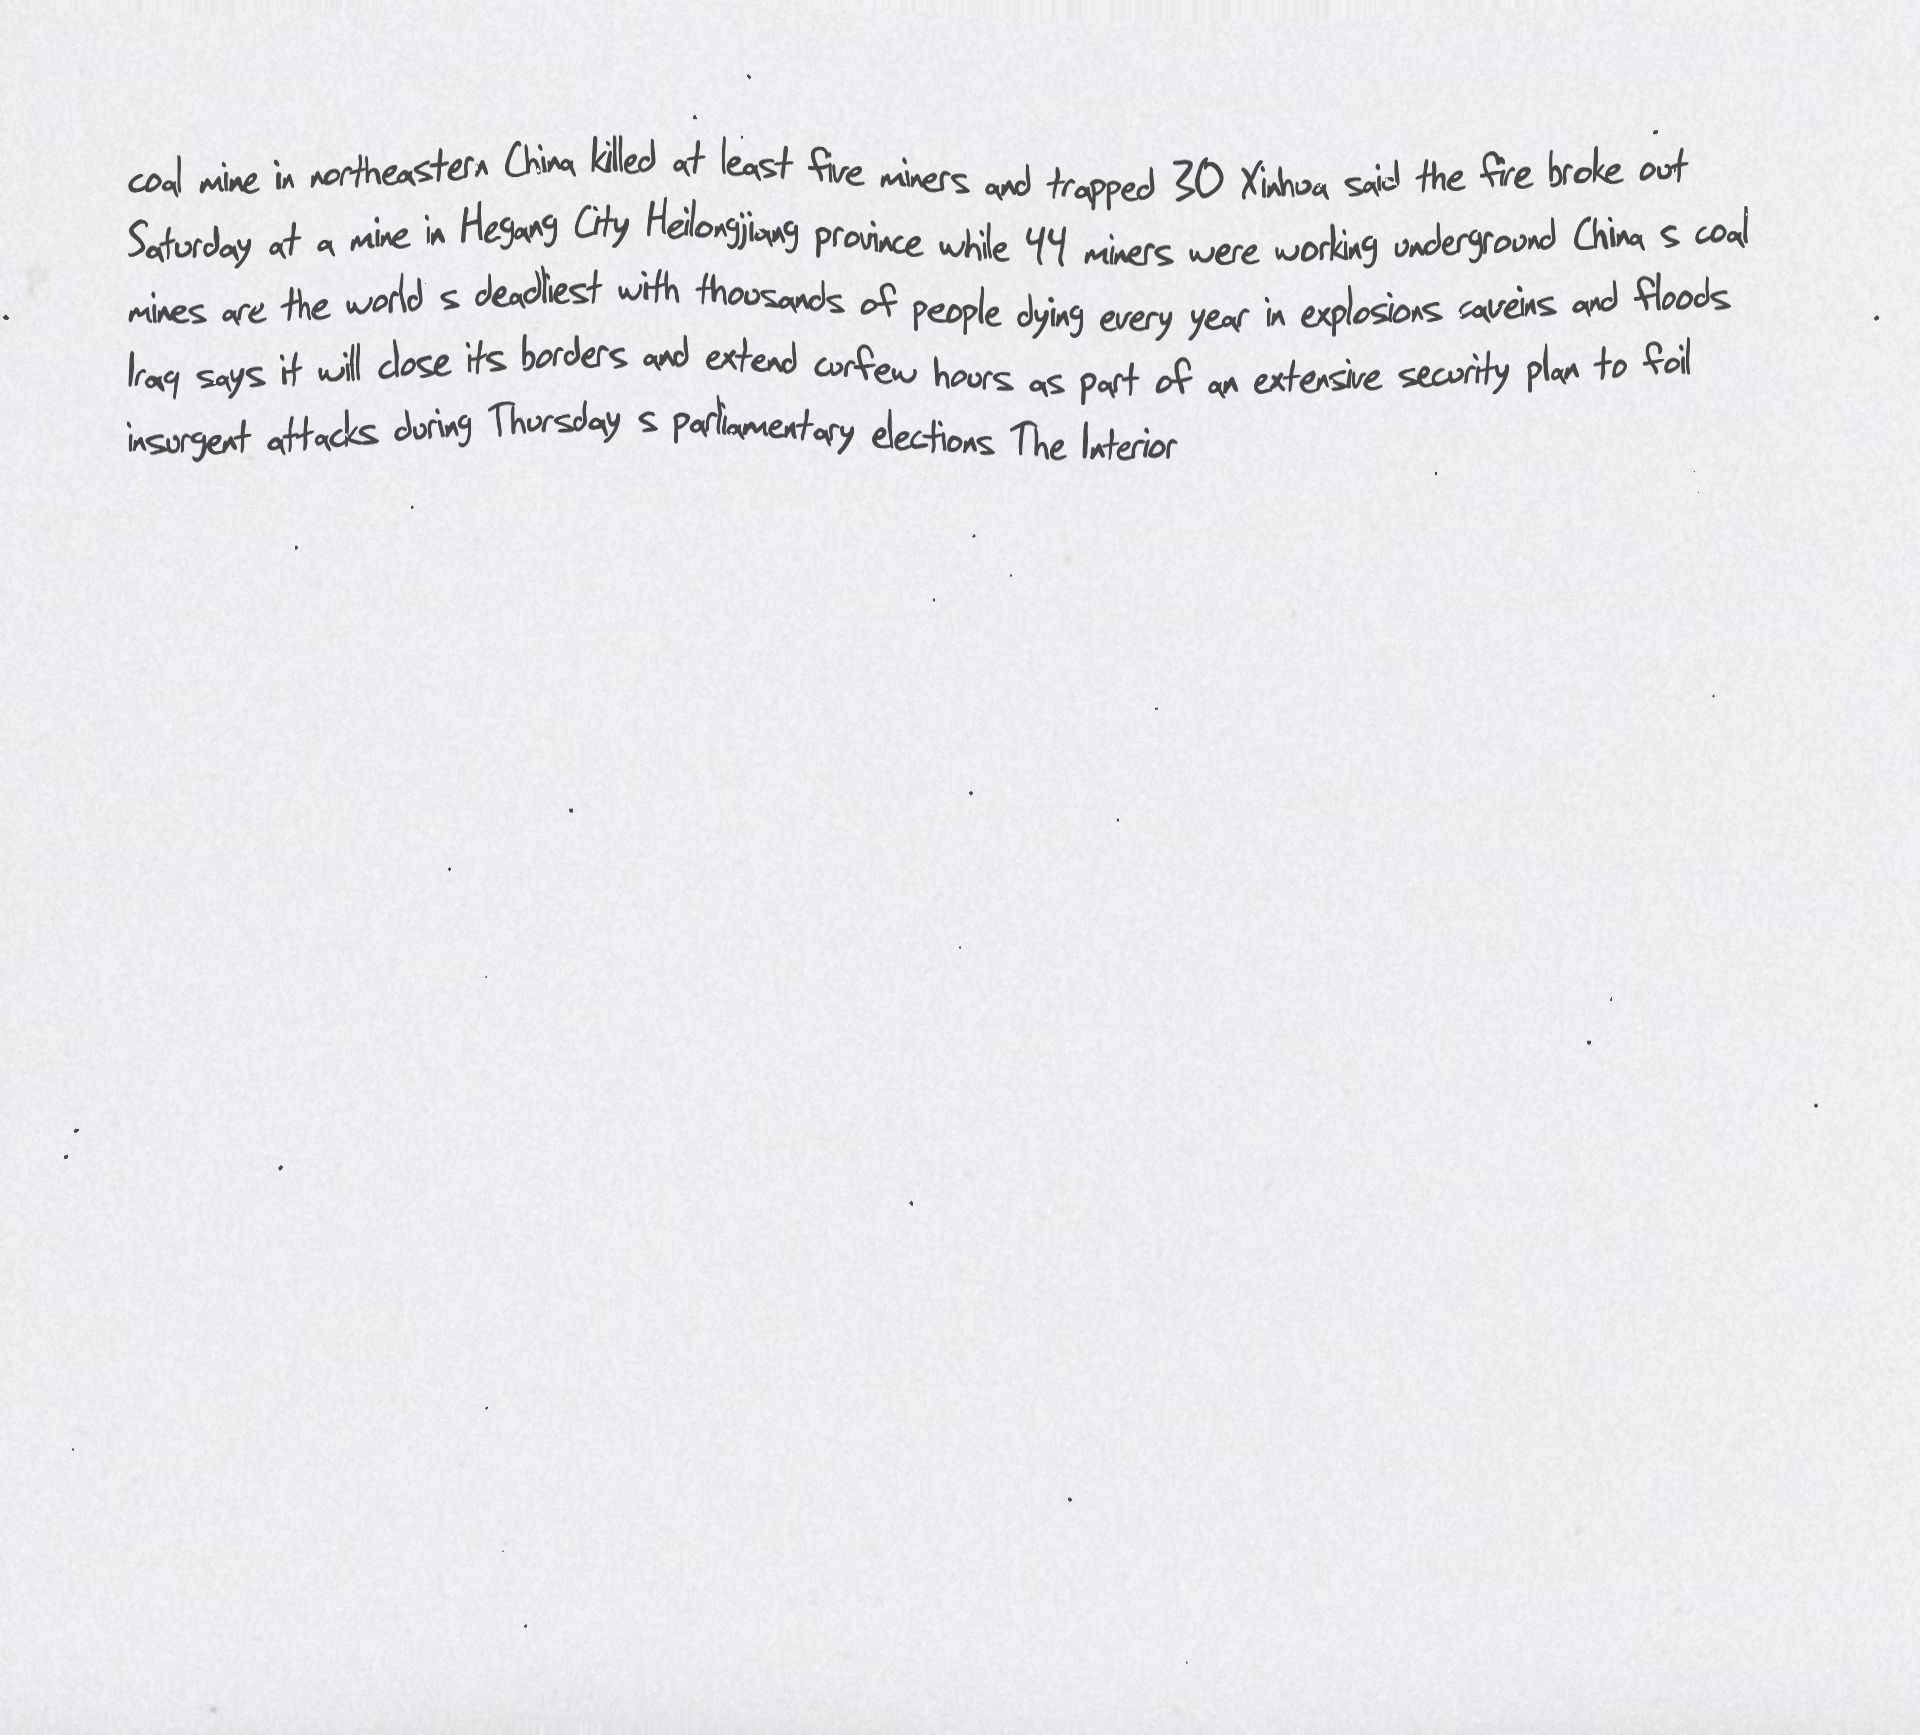 coal mine in northeastern China killed at least five miners and trapped 30 Xinhua said the fire broke out
Saturday at a mine in Hegang City Heilongjiang province while 44 miners were working underground China s coal
mines are the world s deadliest with thousands of people dying every year in explosions caveins and floods
Iraq says it will close its borders and extend curfew hours as part of an extensive security plan to foil
insurgent attacks during Thursday s parliamentary elections The Interior